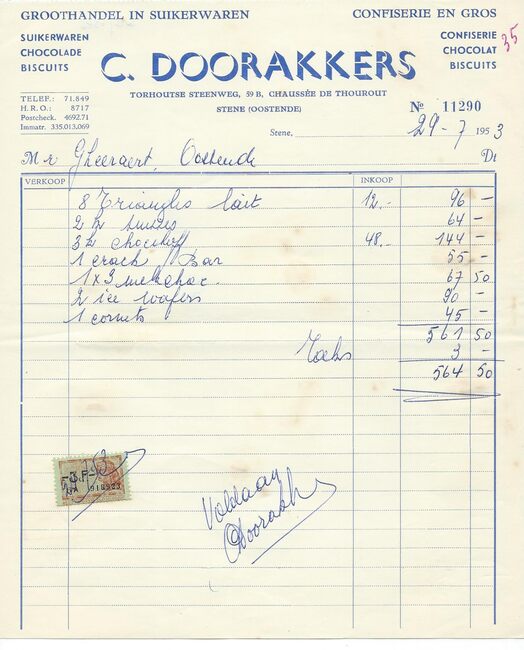 GROOTHANDEL IN SUIKERWAREN CONFISERIE EN GROS
SUIKERWAREN
CHOCOLADE
BISCUITS
CONFISERIE
CHOCOLAT
BISCUITS
35
C. DOORAKKERS
TORHOUTSE STEENWEG, 59 B, CHAUSSÉE DE THOUROUT
STENE (OOSTENDE)
TELEF.: 71.849
H. R. O.: 8717
Postcheck. 4692.71
Immatr. 335.013.069
No 11290
Stene, 29-7 1953
Mr Gheeraert, Oostende Dt
VERKOOP INKOOP
8 Triangles lait 12.- 96 -
2 64 -
3 48.- 144 -
1 crack Bar 55 -
1 x 3 melkchoc. 67 50
2 ice wafers 90 -
1 cornets 45 -
561 50
Taks 3 -
564 50
3 F
918923
Voldaan
Doorakkers